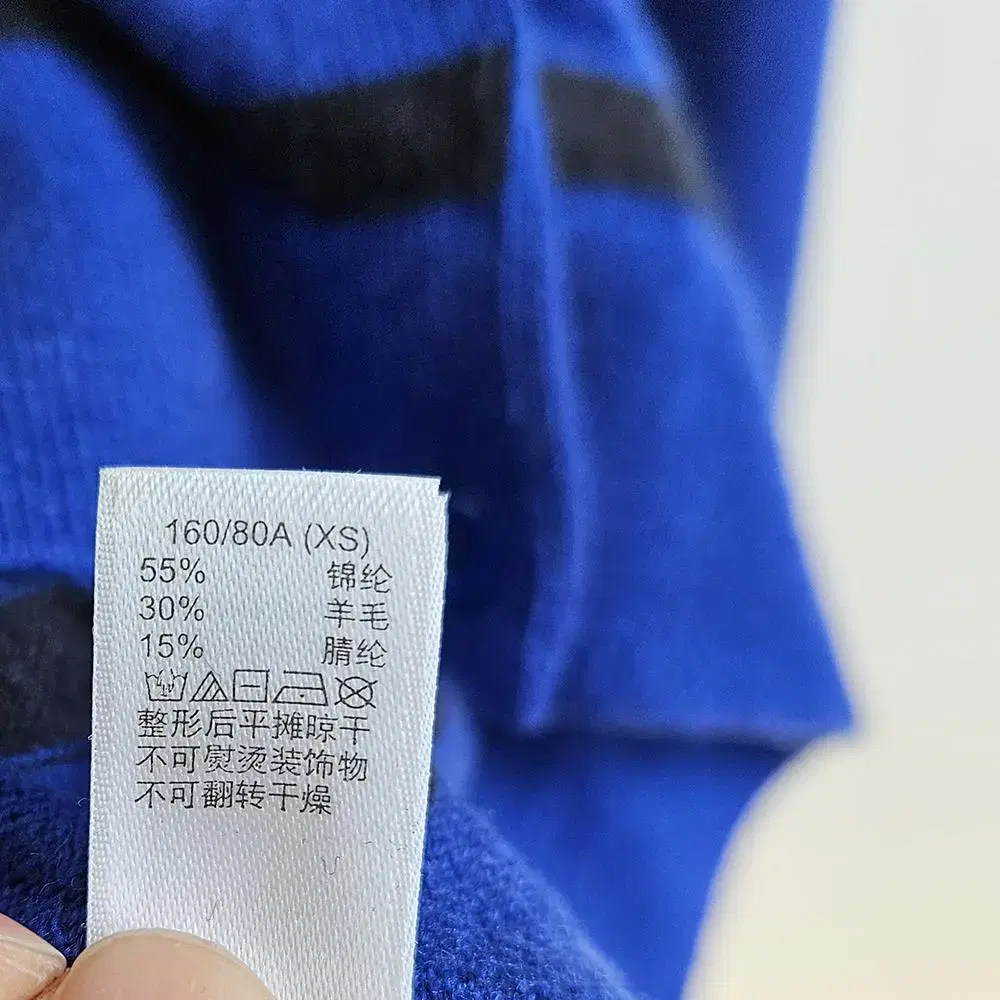 160/80A (XS)
55% 锦纶
30% 羊毛
15% 腈纶
整形后平摊晾干
不可熨烫装饰物
不可翻转干燥